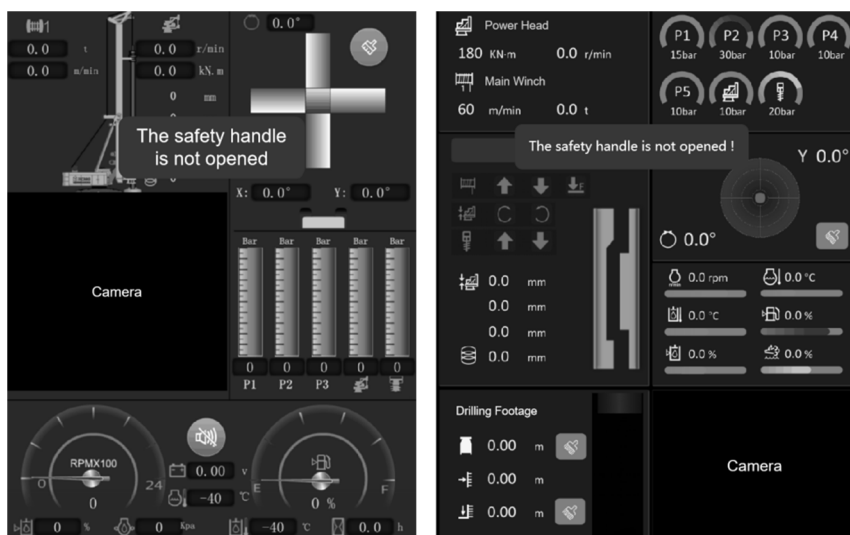 1
0.0 t
0.0 r/min
0.0 m/min
0.0 kN.m
0 mm
0.0°
The safety handle
is not opened
X: 0.0° Y: 0.0°
Bar Bar Bar Bar Bar
0 0 0 0 0
P1 P2 P3
Camera
RPMX100
0 24
0
0.00 v
-40 ℃
E F
0 %
0 % 0 Kpa -40 ℃ 0.0 h
Power Head
180 KN·m 0.0 r/min
Main Winch
1
60 m/min 0.0 t
P1 P2 P3 P4
15bar 30bar 10bar 10bar
P5
10bar 10bar 20bar
The safety handle is not opened !
Y 0.0°
F
0.0°
0.0 mm
0.0 mm
0.0 mm
0.0 mm
0.0 rpm 0.0 °C
0.0 °C 0.0 %
0.0 % 0.0 %
Drilling Footage
0.00 m
0.00 m
0.00 m
Camera